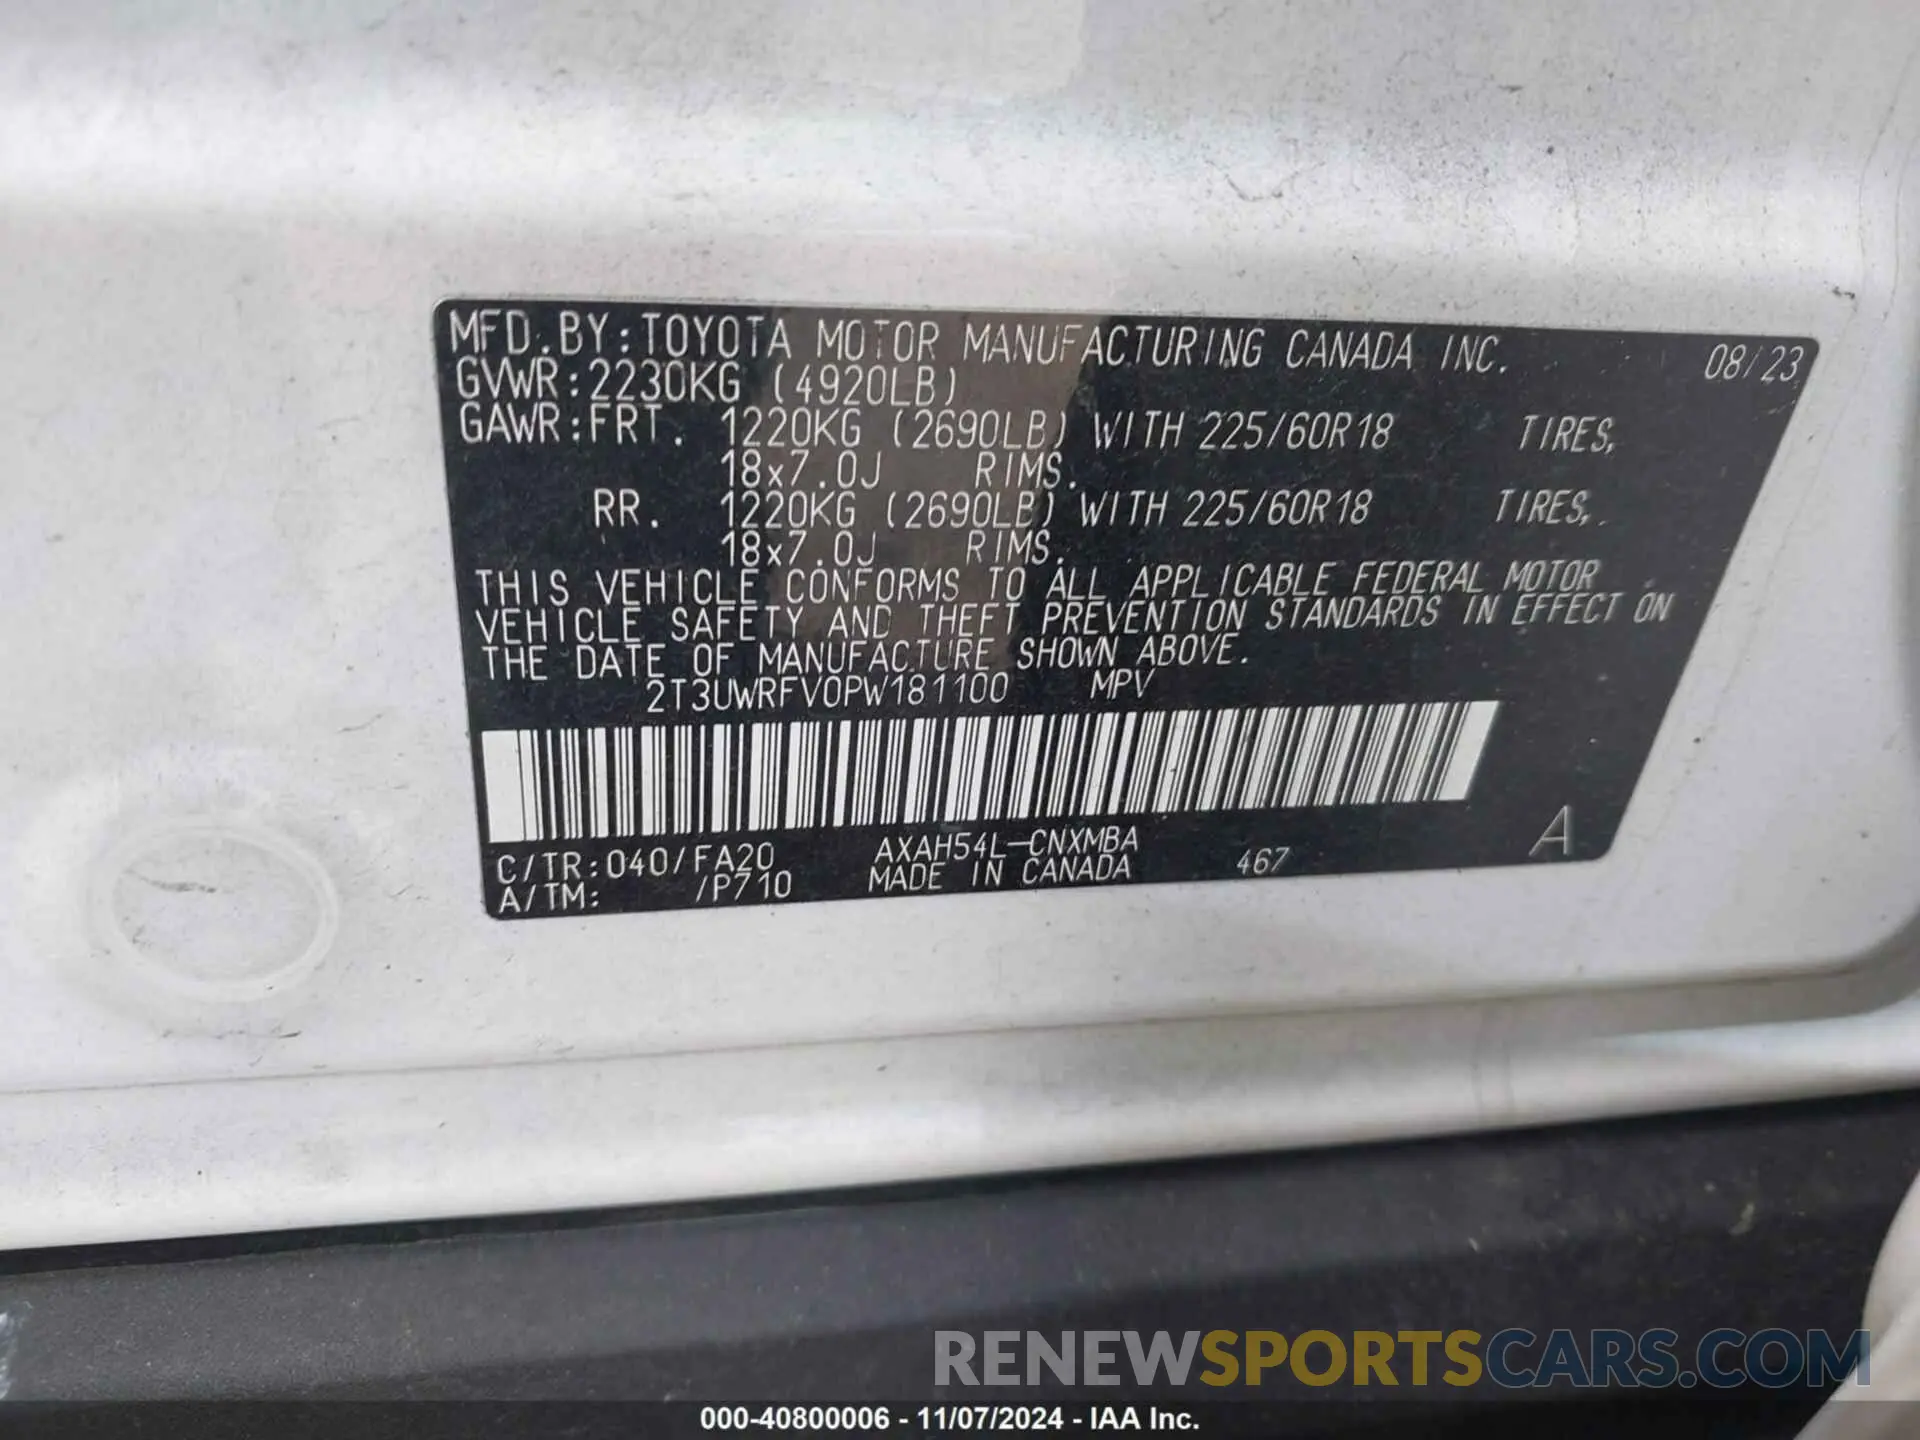 MFD.BY:TOYOTA MOTOR MANUFACTURING CANADA INC. 08/23
GVWR:2230KG (4920LB)
GAWR:FRT. 1220KG (2690LB) WITH 225/60R18 TIRES,
18x7.0J RIMS.
RR. 1220KG (2690LB) WITH 225/60R18 TIRES,
18x7.0J RIMS.
THIS VEHICLE CONFORMS TO ALL APPLICABLE FEDERAL MOTOR
VEHICLE SAFETY AND THEFT PREVENTION STANDARDS IN EFFECT ON
THE DATE OF MANUFACTURE SHOWN ABOVE.
2T3UWRFV0PW181100 MPV
C/TR:040/FA20 AXAH54L-CNXMBA
A/TM: /P710 MADE IN CANADA 467 A
RENEWSPORTSCARS.COM
000-40800006 - 11/07/2024 - IAA Inc.